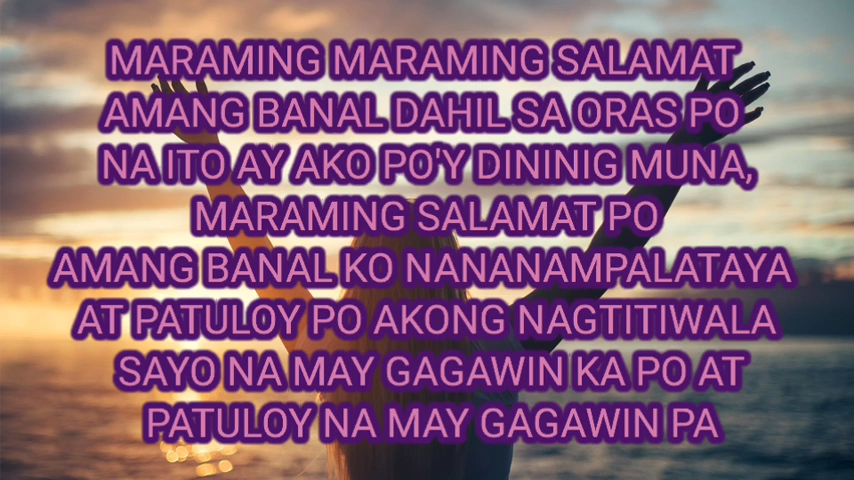 MARAMING MARAMING SALAMAT
AMANG BANAL DAHIL SA ORAS PO
NA ITO AY AKO PO'Y DININIG MUNA,
MARAMING SALAMAT PO
AMANG BANAL KO NANANAMPALATAYA
AT PATULOY PO AKONG NAGTITIWALA
SAYO NA MAY GAGAWIN KA PO AT
PATULOY NA MAY GAGAWIN PA